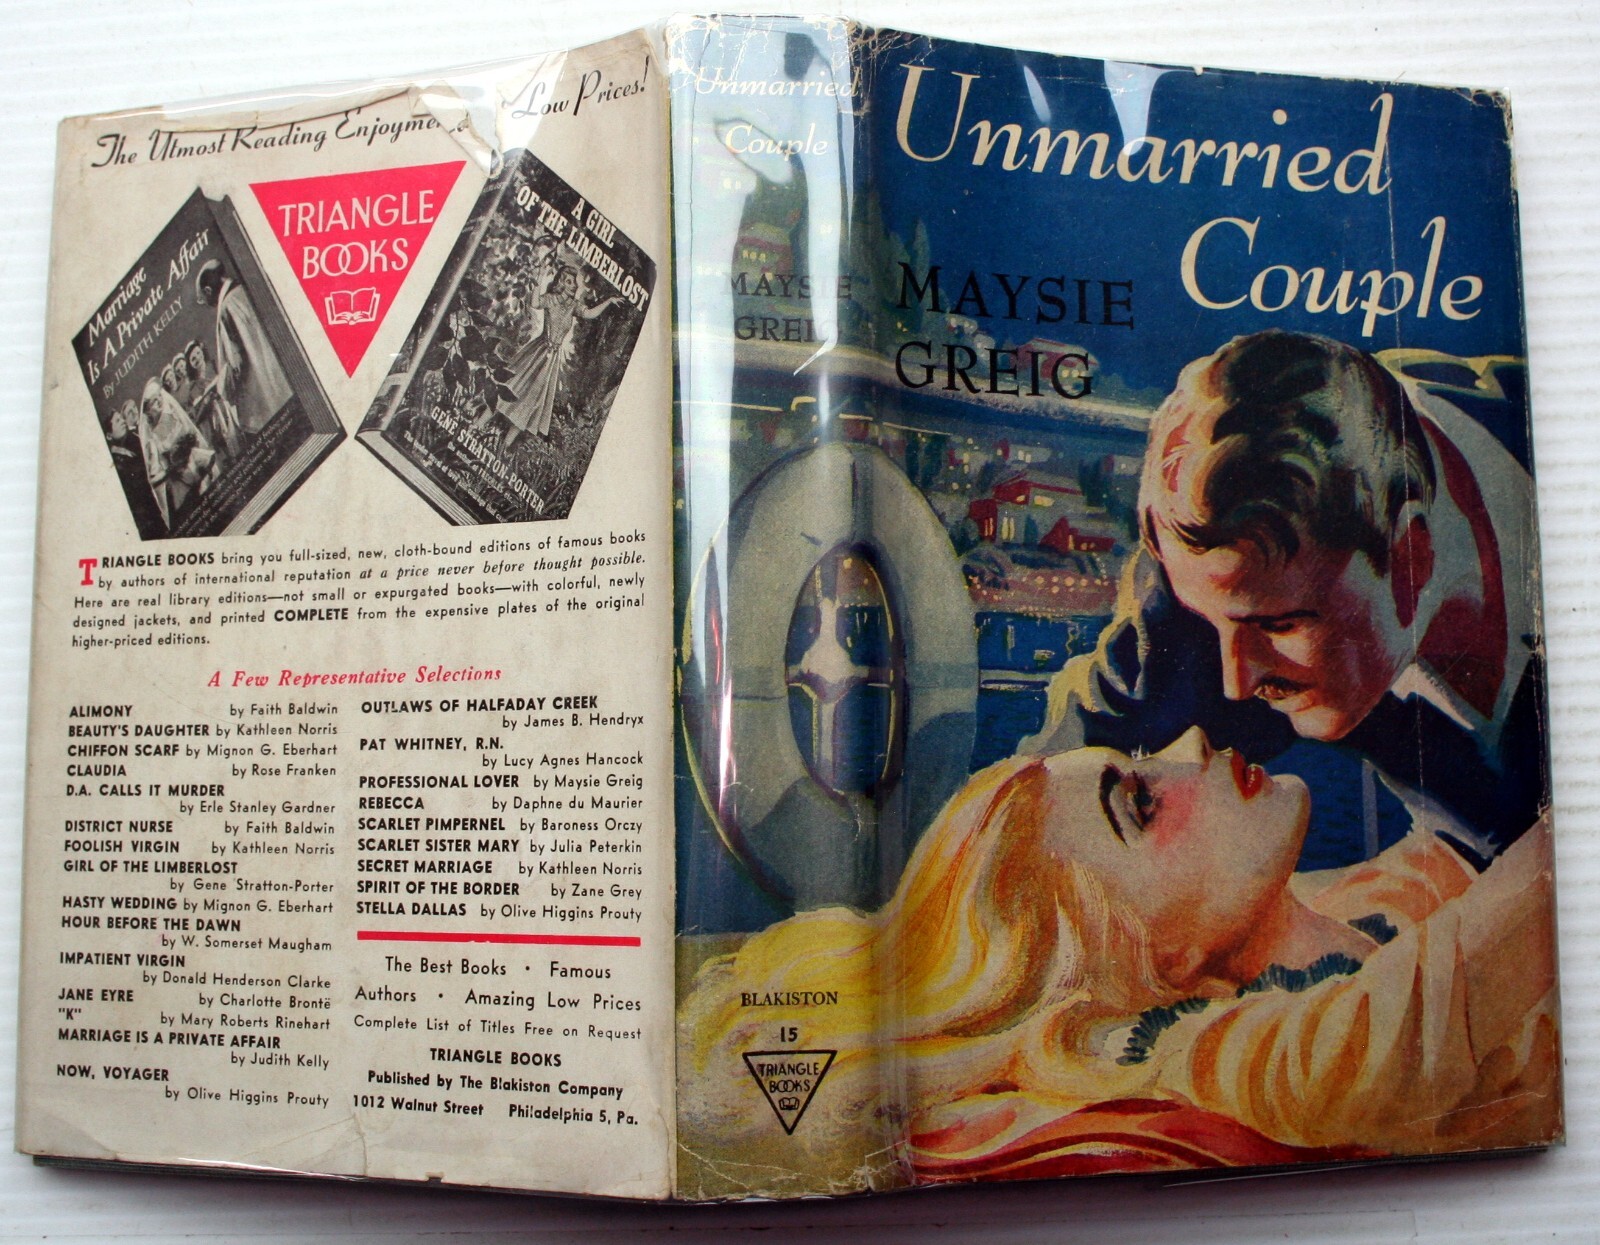 The Utmost Reading Enjoyme Low Prices!
TRIANGLE
BOOKS
Marriage
Is A Private Affair
By JUDITH KELLY
A GIRL
OF THE LIMBERLOST
GENE STRATTON-PORTER
TRIANGLE BOOKS bring you full-sized, new, cloth-bound editions of famous books
by authors of international reputation at a price never before thought possible.
Here are real library editions—not small or expurgated books—with colorful, newly
designed jackets, and printed COMPLETE from the expensive plates of the original
higher-priced editions.
A Few Representative Selections
ALIMONY by Faith Baldwin
BEAUTY'S DAUGHTER by Kathleen Norris
CHIFFON SCARF by Mignon G. Eberhart
CLAUDIA by Rose Franken
D.A. CALLS IT MURDER
by Erle Stanley Gardner
DISTRICT NURSE by Faith Baldwin
FOOLISH VIRGIN by Kathleen Norris
GIRL OF THE LIMBERLOST
by Gene Stratton-Porter
HASTY WEDDING by Mignon G. Eberhart
HOUR BEFORE THE DAWN
by W. Somerset Maugham
IMPATIENT VIRGIN
by Donald Henderson Clarke
JANE EYRE by Charlotte Brontë
"K" by Mary Roberts Rinehart
MARRIAGE IS A PRIVATE AFFAIR
by Judith Kelly
NOW, VOYAGER
by Olive Higgins Prouty
OUTLAWS OF HALFADAY CREEK
by James B. Hendryx
PAT WHITNEY, R.N.
by Lucy Agnes Hancock
PROFESSIONAL LOVER by Maysie Greig
REBECCA by Daphne du Maurier
SCARLET PIMPERNEL by Baroness Orczy
SCARLET SISTER MARY by Julia Peterkin
SECRET MARRIAGE by Kathleen Norris
SPIRIT OF THE BORDER by Zane Grey
STELLA DALLAS by Olive Higgins Prouty
The Best Books • Famous
Authors • Amazing Low Prices
Complete List of Titles Free on Request
TRIANGLE BOOKS
Published by The Blakiston Company
1012 Walnut Street Philadelphia 5, Pa.
Unmarried
Couple
MAYSIE
GREIG
BLAKISTON
15
TRIANGLE
BOOKS
Unmarried
Couple
MAYSIE
GREIG